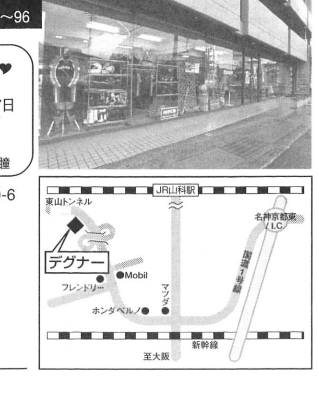 ~96
♥
日
瞳
-6
JR山科駅
東山トンネル
名神京都東
/ I.C.
国道1号線
デグナー
Mobil
フレンドリー
マツダ
ホンダベルノ
新幹線
至大阪